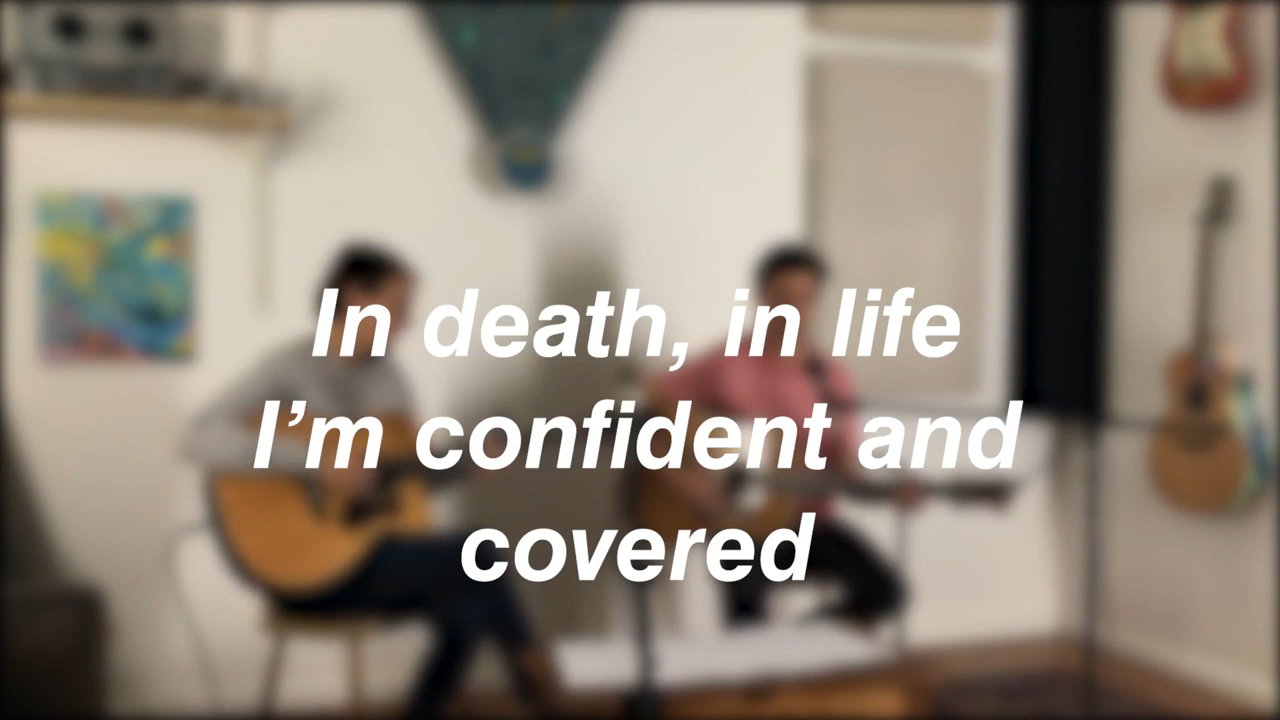 In death, in life
I’m confident and
covered